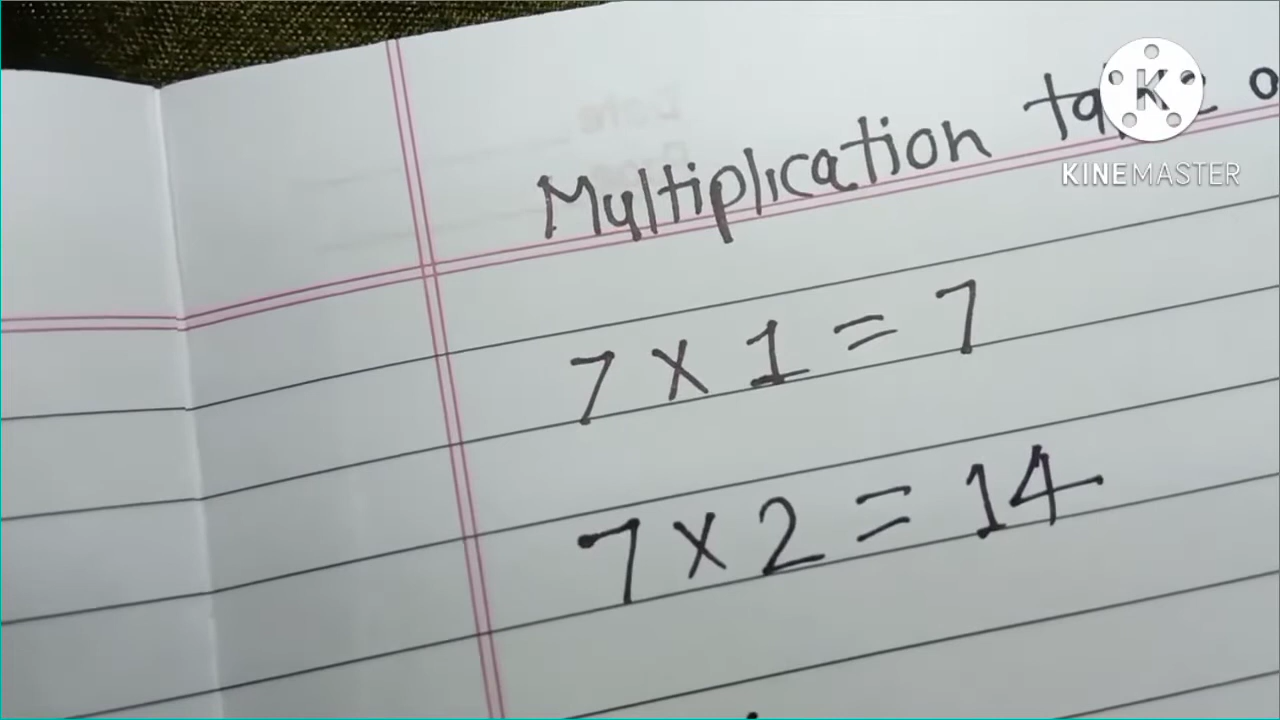 Multiplication
K
KINEMASTER
7 x 1 = 7
7 x 2 = 14